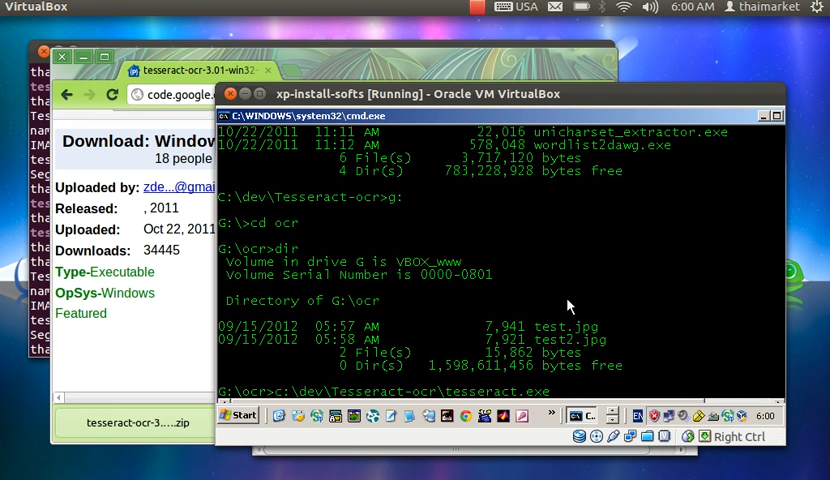 VirtualBox
USA
6:00 AM
thaimarket
tesseract-ocr-3.01-win32-
code.google.c
Download: Window
18 people
Uploaded by: zde...@gmai
Released: , 2011
Uploaded: Oct 22, 2011
Downloads: 34445
Type-Executable
OpSys-Windows
Featured
tesseract-ocr-3.....zip
xp-install-softs [Running] - Oracle VM VirtualBox
C:\WINDOWS\system32\cmd.exe
10/22/2011 11:11 AM 22,016 unicharset_extractor.exe
10/22/2011 11:12 AM 578,048 wordlist2dawg.exe
6 File(s) 3,717,120 bytes
4 Dir(s) 783,228,928 bytes free
C:\dev\Tesseract-ocr>g:
G:\>cd ocr
G:\ocr>dir
Volume in drive G is VBOX_www
Volume Serial Number is 0000-0801
Directory of G:\ocr
09/15/2012 05:57 AM 7,941 test.jpg
09/15/2012 05:58 AM 7,921 test2.jpg
2 File(s) 15,862 bytes
0 Dir(s) 1,598,611,456 bytes free
G:\ocr>c:\dev\Tesseract-ocr\tesseract.exe
Start
C..
EN
6:00
Right Ctrl